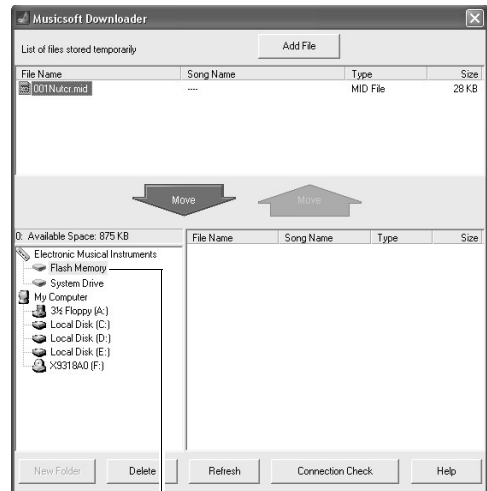 Musicsoft Downloader
List of files stored temporarily
Add File
File Name Song Name Type Size
001Nutcr.mid ---- MID File 28 KB
Move
Move
0: Available Space: 875 KB
File Name Song Name Type Size
Electronic Musical Instruments
Flash Memory
System Drive
My Computer
3½ Floppy (A:)
Local Disk (C:)
Local Disk (D:)
Local Disk (E:)
X9318A0 (F:)
New Folder Delete Refresh Connection Check Help